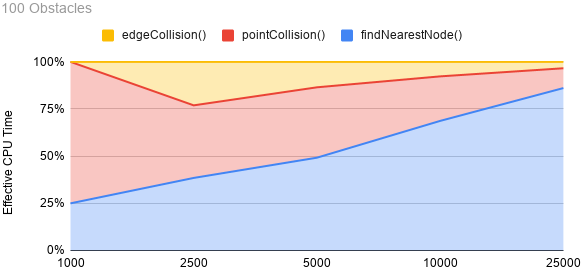 100 Obstacles
edgeCollision() pointCollision() findNearestNode()
100%
75%
50%
25%
0%
Effective CPU Time
1000 2500 5000 10000 25000